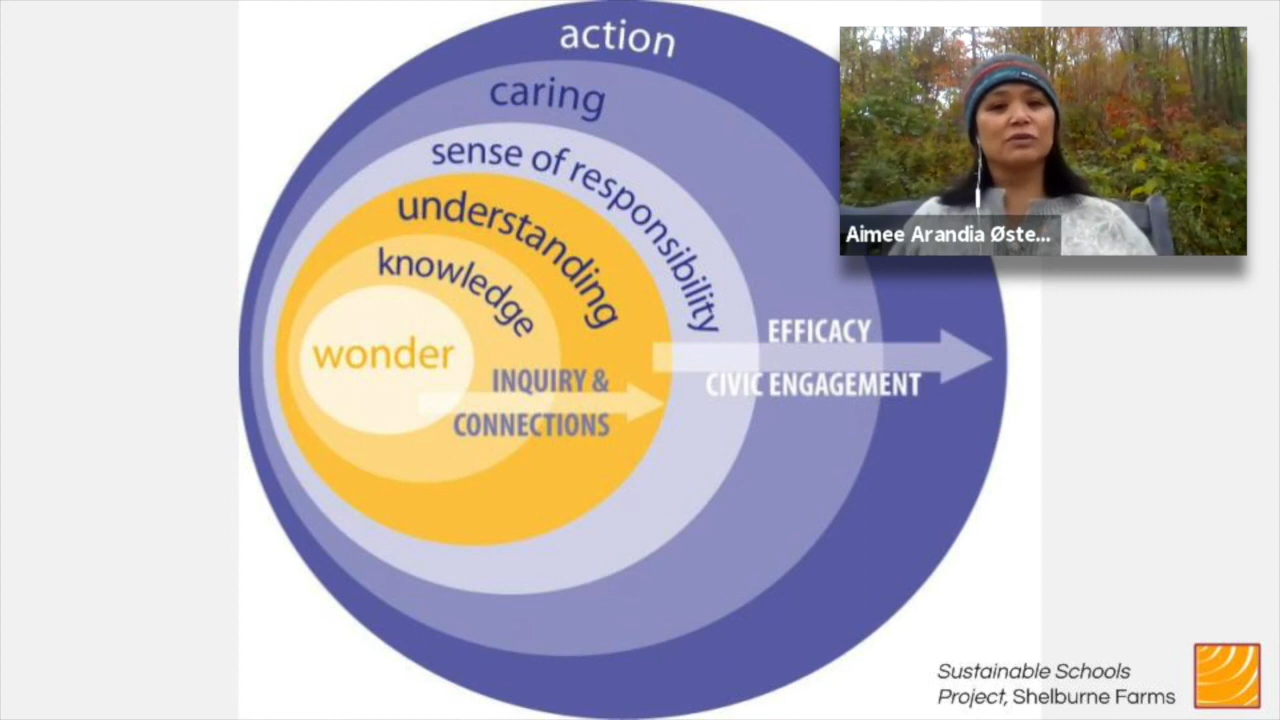 action
caring
sense of responsibility
understanding
knowledge
wonder
INQUIRY &
CONNECTIONS
EFFICACY
CIVIC ENGAGEMENT
Aimee Arandia Øste...
Sustainable Schools
Project, Shelburne Farms